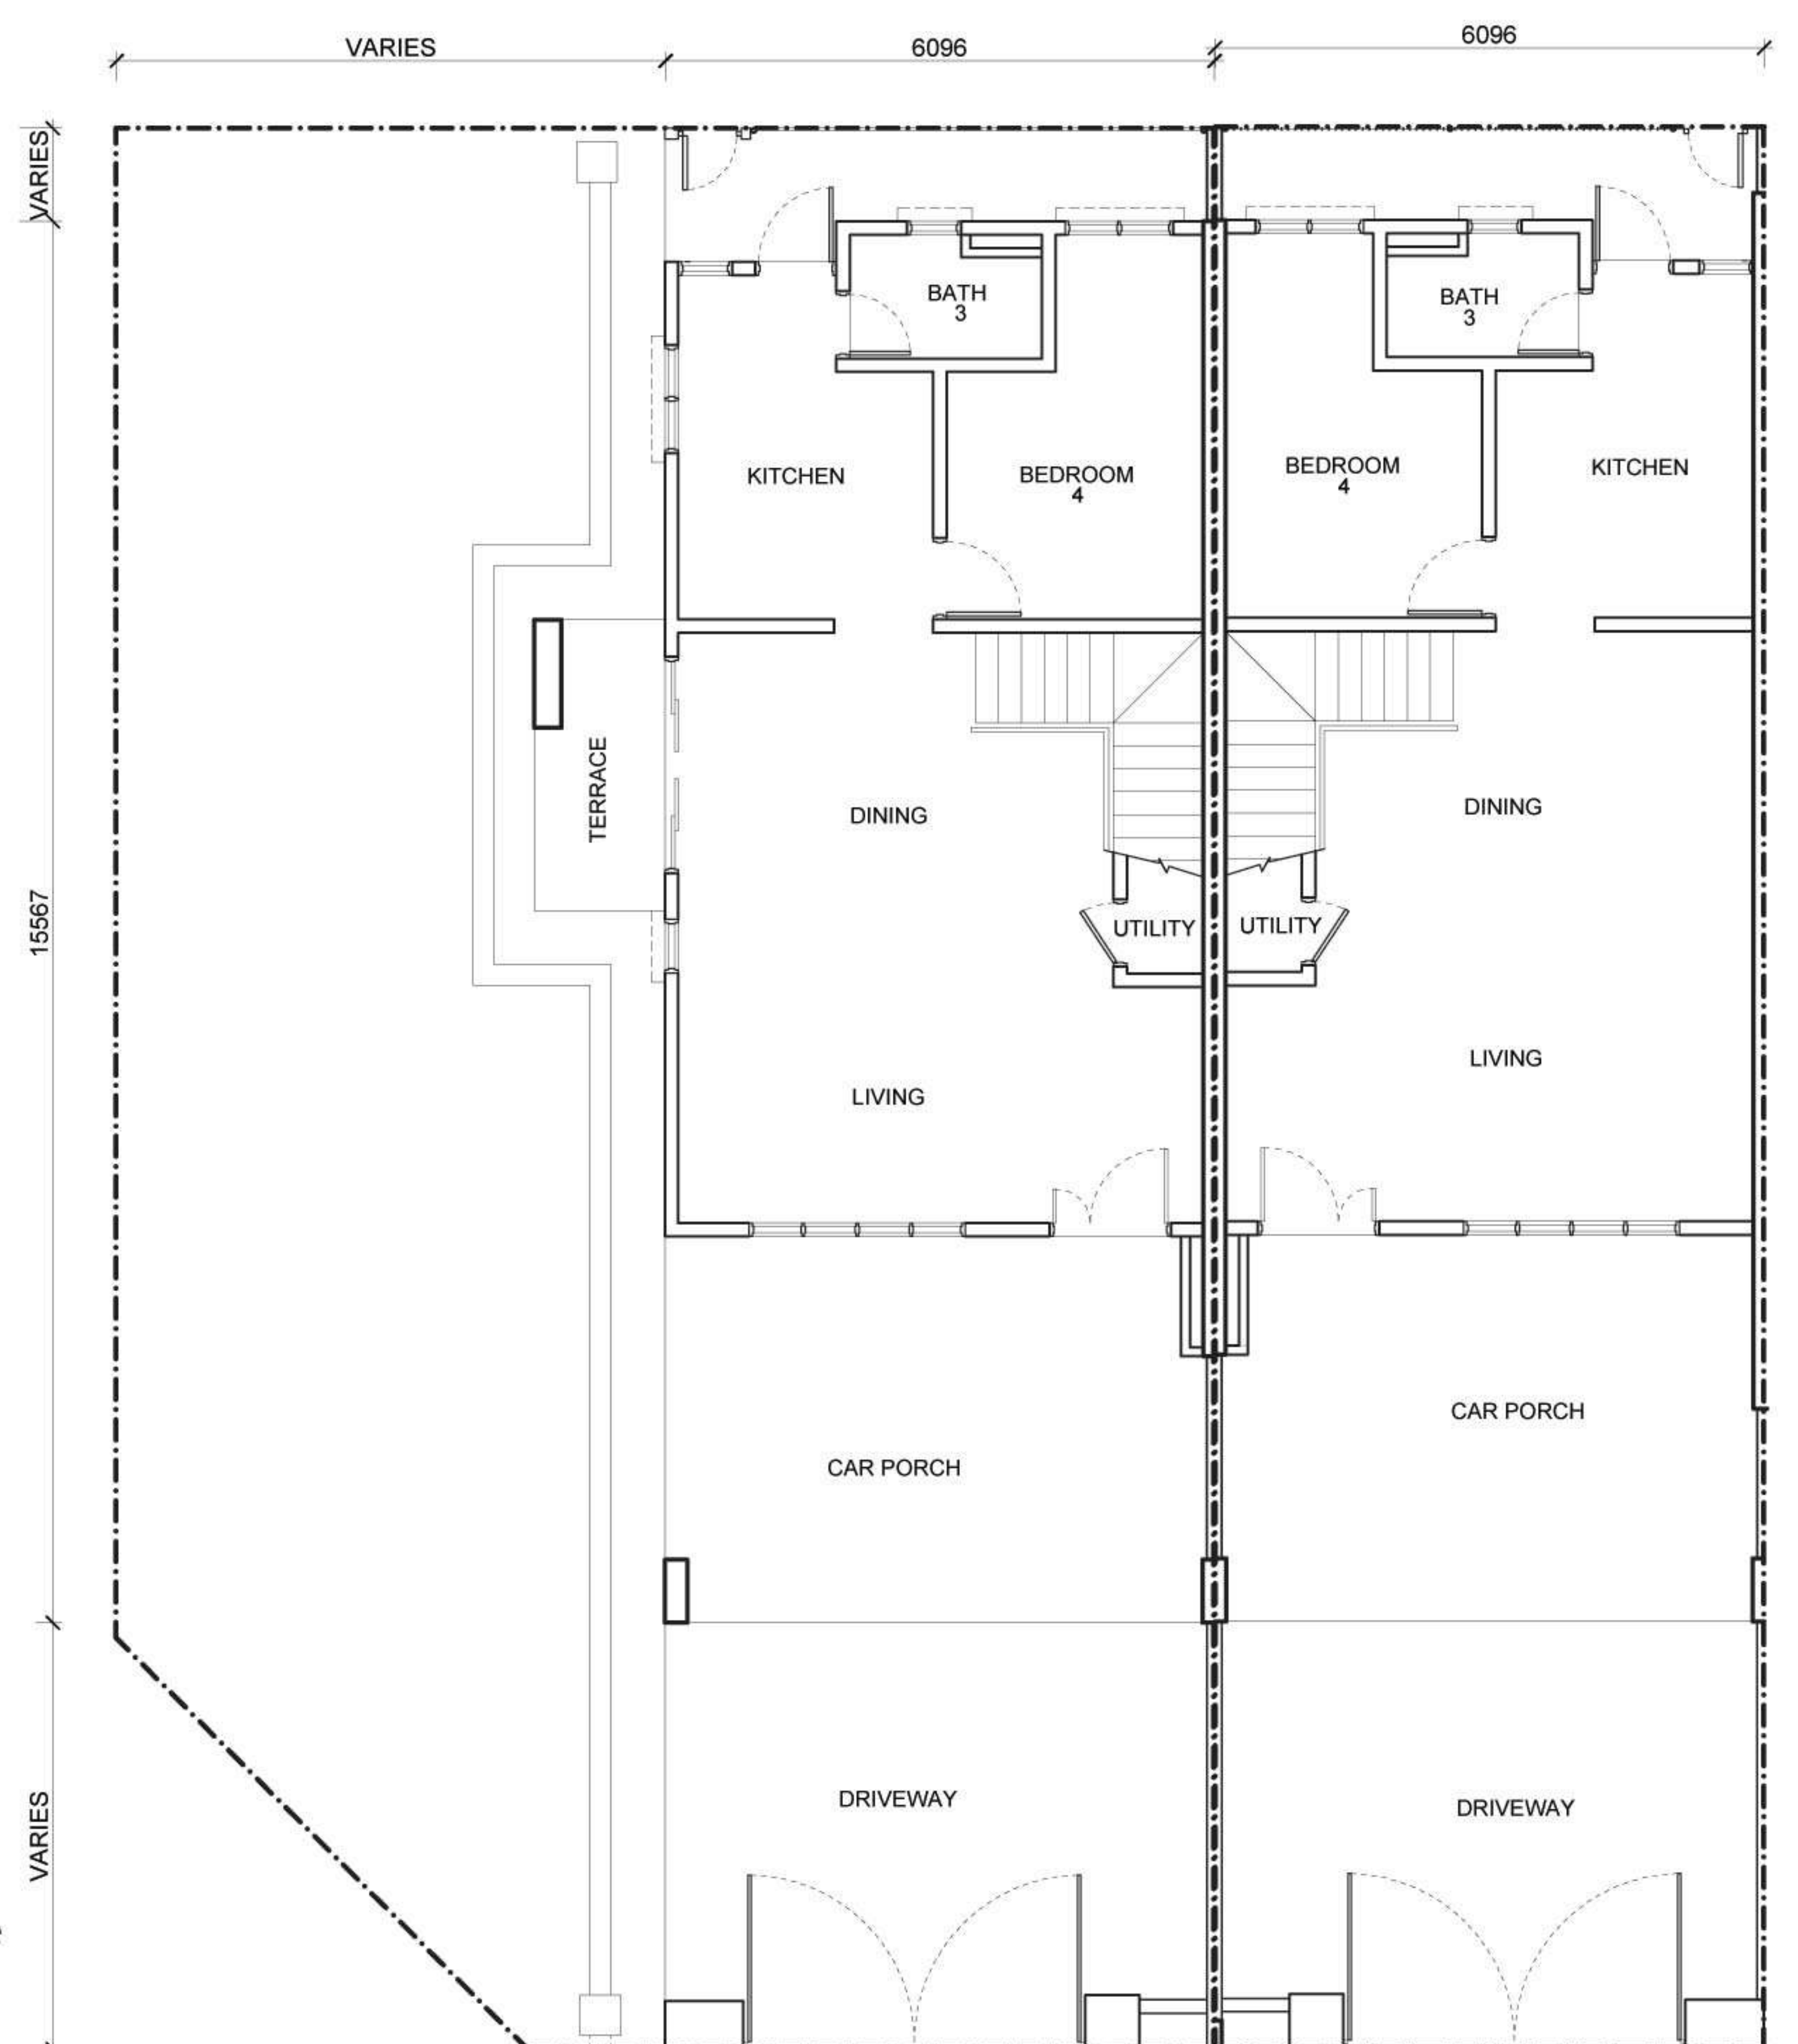 VARIES
6096
6096
VARIES
BATH
3
BATH
3
KITCHEN
BEDROOM
4
BEDROOM
4
KITCHEN
TERRACE
DINING
DINING
15567
UTILITY
UTILITY
LIVING
LIVING
CAR PORCH
CAR PORCH
VARIES
DRIVEWAY
DRIVEWAY